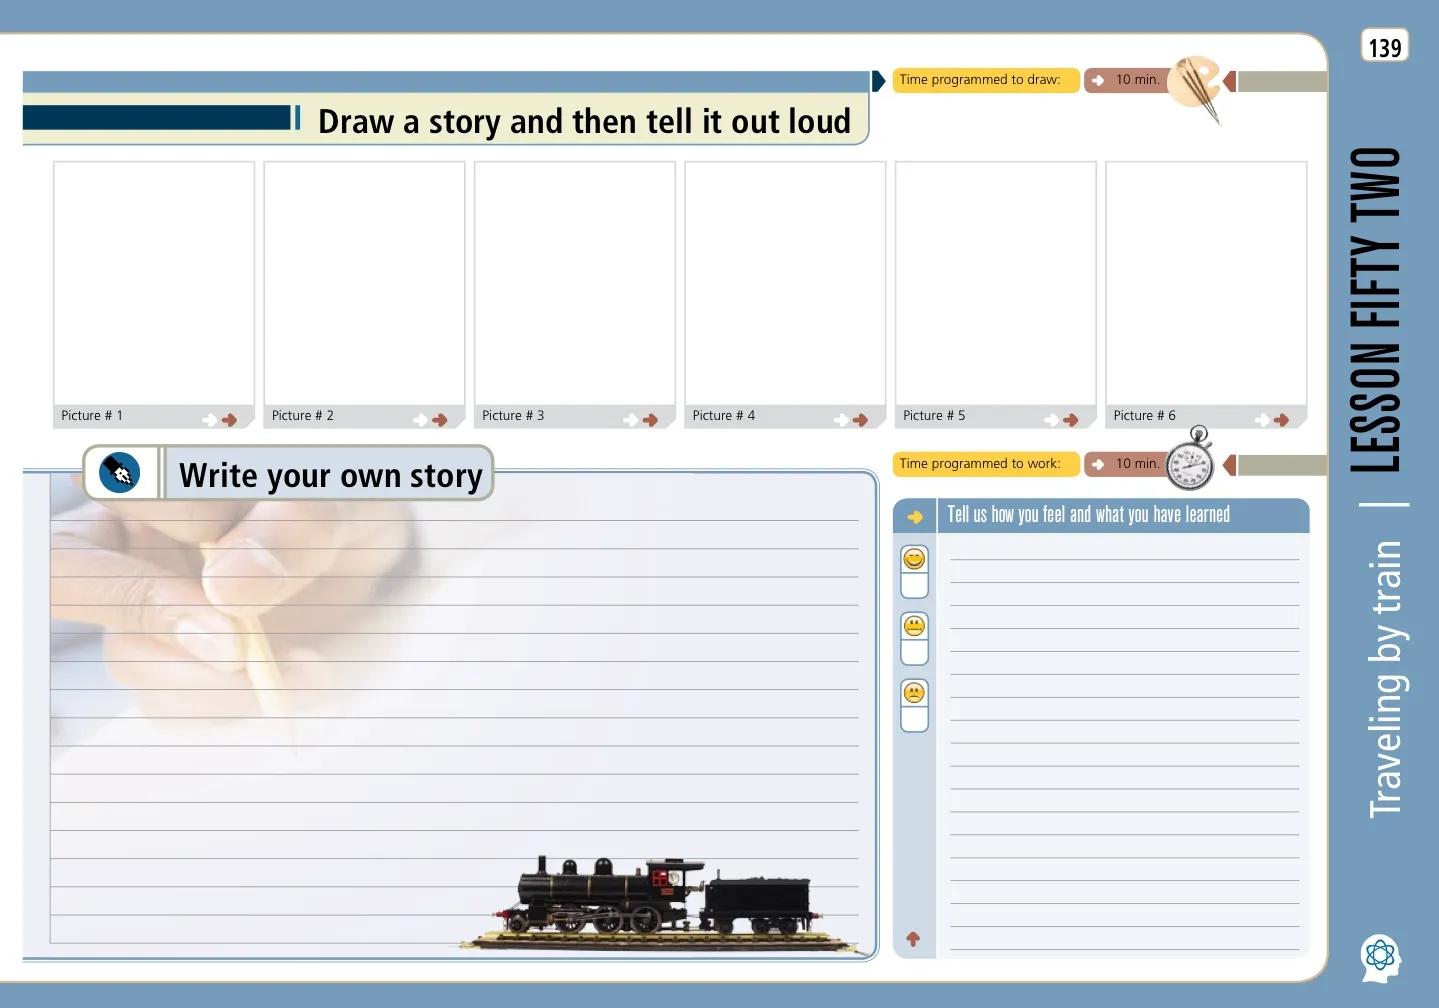 139
Time programmed to draw:
10 min.
Draw a story and then tell it out loud
Picture # 1
Picture # 2
Picture # 3
Picture # 4
Picture # 5
Picture # 6
Write your own story
Time programmed to work:
10 min.
Tell us how you feel and what you have learned
LESSON FIFTY TWO
Traveling by train